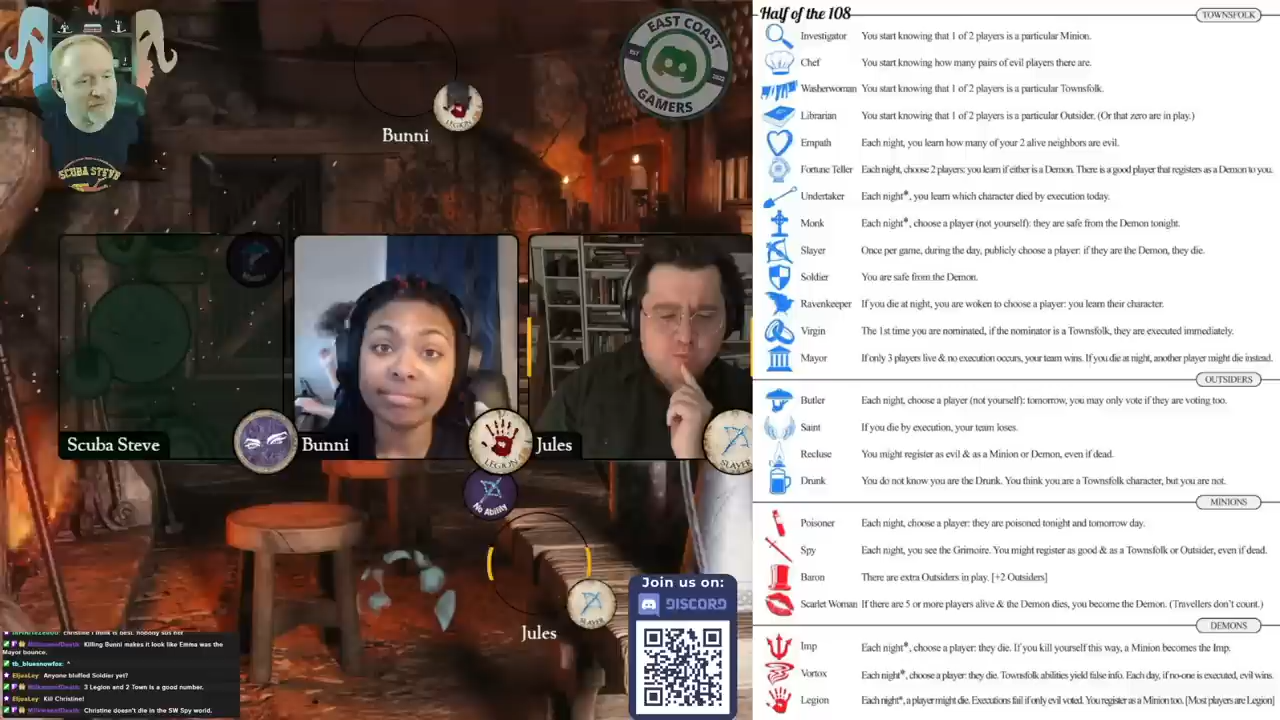 Half of the 108
TOWNSFOLK
Investigator You start knowing that 1 of 2 players is a particular Minion.
Chef You start knowing how many pairs of evil players there are.
Washerwoman You start knowing that 1 of 2 players is a particular Townsfolk.
Librarian You start knowing that 1 of 2 players is a particular Outsider. (Or that zero are in play.)
Empath Each night, you learn how many of your 2 alive neighbors are evil.
Fortune Teller Each night, choose 2 players: you learn if either is a Demon. There is a good player that registers as a Demon to you.
Undertaker Each night*, you learn which character died by execution today.
Monk Each night*, choose a player (not yourself): they are safe from the Demon tonight.
Slayer Once per game, during the day, publicly choose a player: if they are the Demon, they die.
Soldier You are safe from the Demon.
Ravenkeeper If you die at night, you are woken to choose a player: you learn their character.
Virgin The 1st time you are nominated, if the nominator is a Townsfolk, they are executed immediately.
Mayor If only 3 players live & no execution occurs, your team wins. If you die at night, another player might die instead.
OUTSIDERS
Butler Each night, choose a player (not yourself): tomorrow, you may only vote if they are voting too.
Saint If you die by execution, your team loses.
Recluse You might register as evil & as a Minion or Demon, even if dead.
Drunk You do not know you are the Drunk. You think you are a Townsfolk character, but you are not.
MINIONS
Poisoner Each night, choose a player: they are poisoned tonight and tomorrow day.
Spy Each night, you see the Grimoire. You might register as good & as a Townsfolk or Outsider, even if dead.
Baron There are extra Outsiders in play. [+2 Outsiders]
Scarlet Woman If there are 5 or more players alive & the Demon dies, you become the Demon. (Travellers don't count.)
DEMONS
Imp Each night*, choose a player: they die. If you kill yourself this way, a Minion becomes the Imp.
Vortox Each night*, choose a player: they die. Townsfolk abilities yield false info. Each day, if no-one is executed, evil wins.
Legion Each night*, a player might die. Executions fail if only evil voted. You register as a Minion too. [Most players are Legion]
EAST COAST
GAMERS
EST
2022
SCUBA STEVE
LEGION
Bunni
Scuba Steve
Bunni
LEGION
Jules
SLAYER
No Ability
SLAYER
Jules
Join us on:
DISCORD
MilkmanofDeath: Killing Bunni makes it look like Emma was the
Mayor bounce.
tb_bluesnowfox: ^
EljvaLey: Anyone bluffed Soldier yet?
MilkmanofDeath: 3 Legion and 2 Town is a good number.
EljvaLey: Kill Christine!
MilkmanofDeath: Christine doesn't die in the SW Spy world.